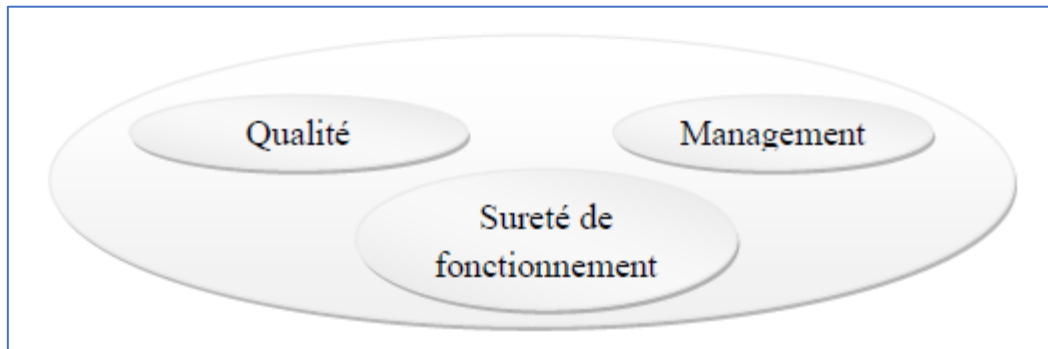 Qualité
Management
Sureté de
fonctionnement